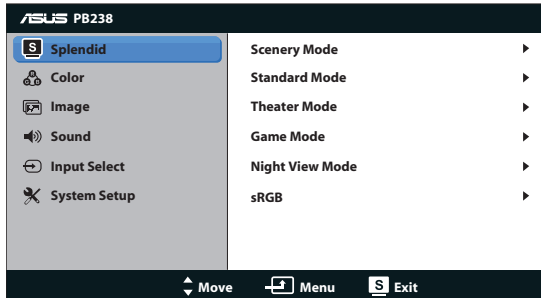 ASUS PB238
S Splendid
Color
Image
Sound
Input Select
System Setup
Scenery Mode
Standard Mode
Theater Mode
Game Mode
Night View Mode
sRGB
Move Menu S Exit